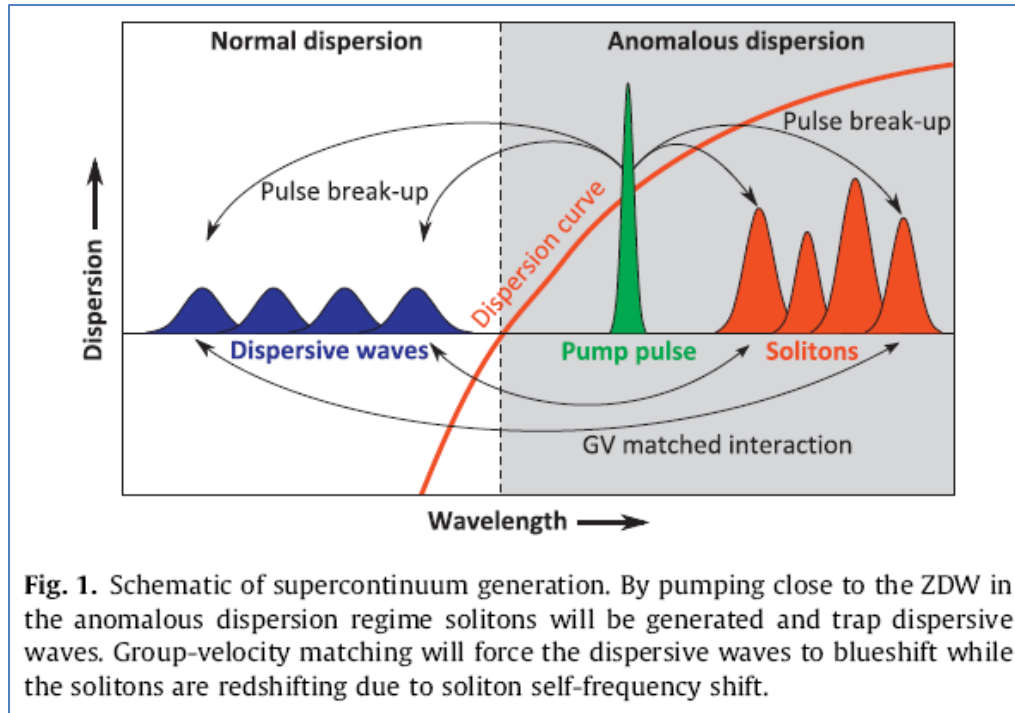 Normal dispersion
Anomalous dispersion
Pulse break-up
Pulse break-up
Dispersion curve
Dispersion
Dispersive waves
Pump pulse
Solitons
GV matched interaction
Wavelength
Fig. 1. Schematic of supercontinuum generation. By pumping close to the ZDW in
the anomalous dispersion regime solitons will be generated and trap dispersive
waves. Group-velocity matching will force the dispersive waves to blueshift while
the solitons are redshifting due to soliton self-frequency shift.